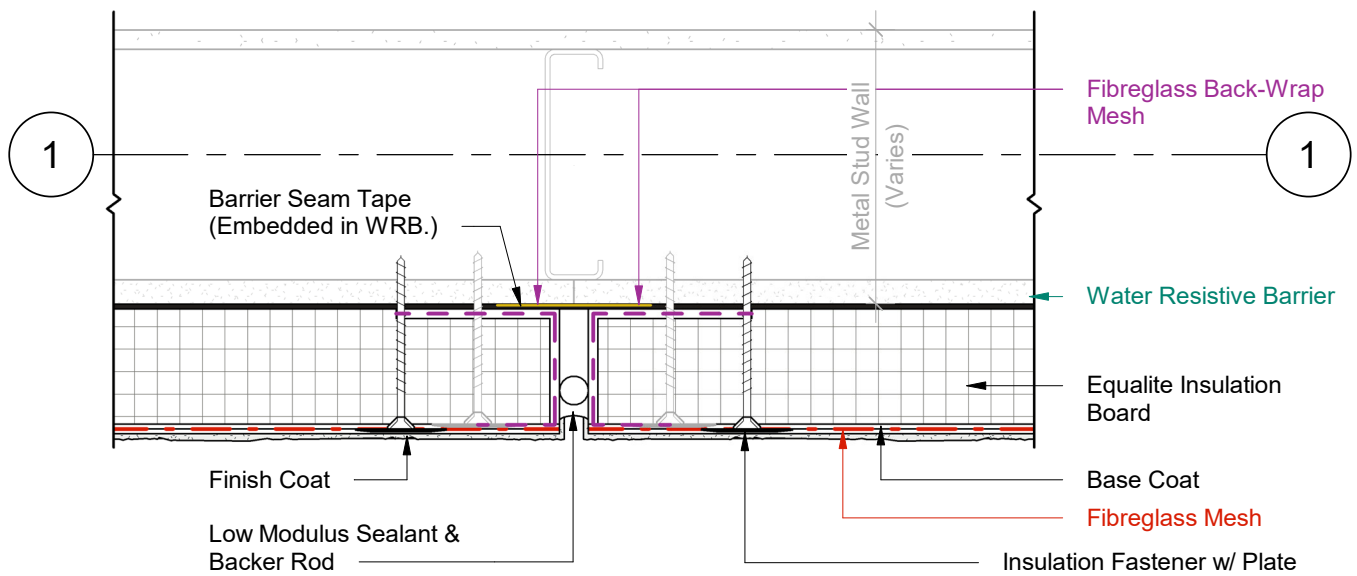 Fibreglass Back-Wrap
Mesh
1
1
Metal Stud Wall
(Varies)
Barrier Seam Tape
(Embedded in WRB.)
Water Resistive Barrier
Equalite Insulation
Board
Finish Coat
Base Coat
Fibreglass Mesh
Low Modulus Sealant &
Backer Rod
Insulation Fastener w/ Plate